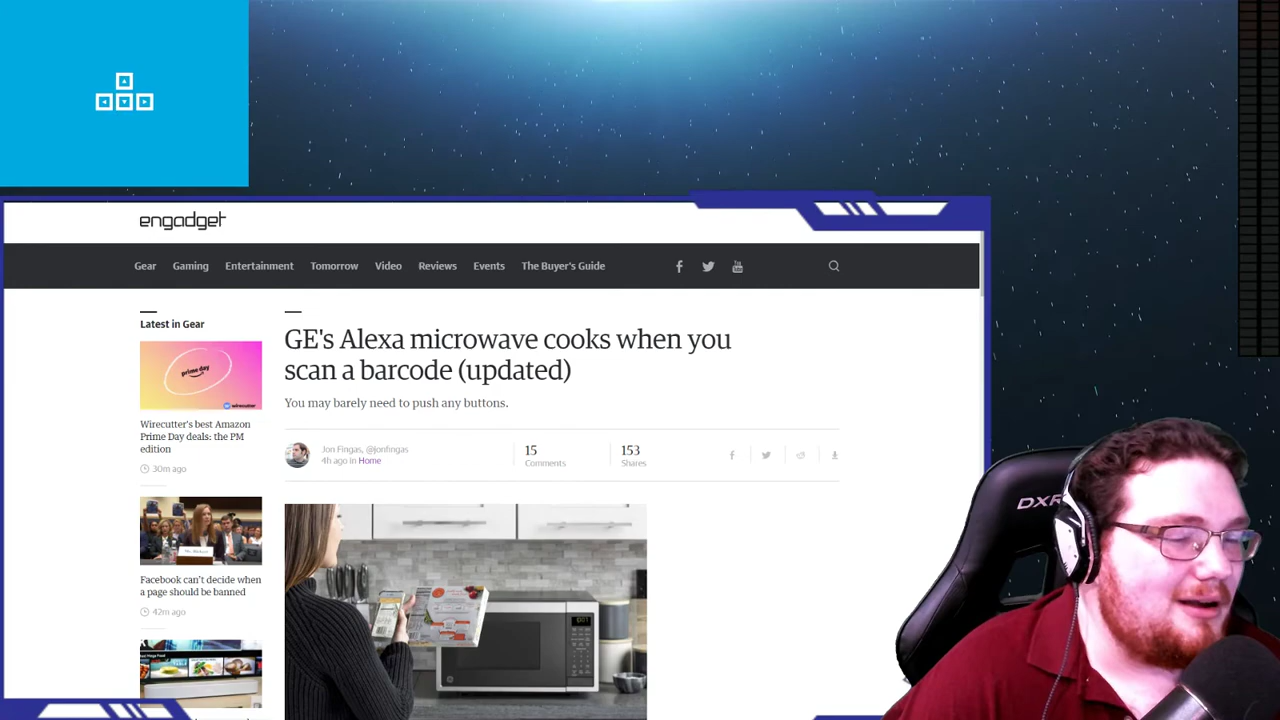 engadget
Gear Gaming Entertainment Tomorrow Video Reviews Events The Buyer's Guide
Latest in Gear
prime day
wirecutter
Wirecutter's best Amazon
Prime Day deals: the PM
edition
30m ago
Facebook can't decide when
a page should be banned
42m ago
GE's Alexa microwave cooks when you
scan a barcode (updated)
You may barely need to push any buttons.
Jon Fingas, @jonfingas
4h ago in Home
15
Comments
153
Shares
DXR